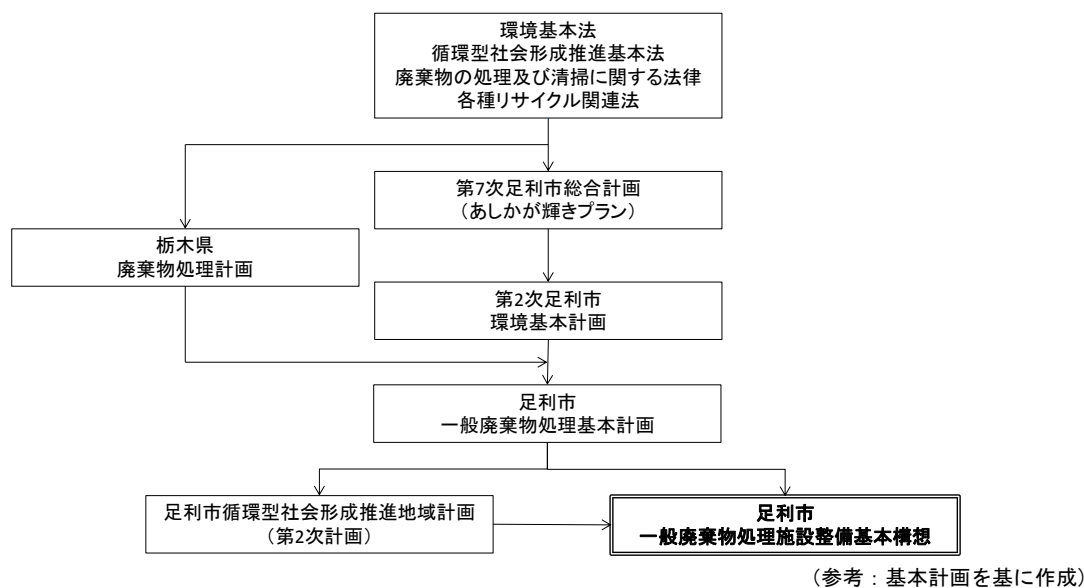 環境基本法
循環型社会形成推進基本法
廃棄物の処理及び清掃に関する法律
各種リサイクル関連法
第7次足利市総合計画
(あしかが輝きプラン)
栃木県
廃棄物処理計画
第2次足利市
環境基本計画
足利市
一般廃棄物処理基本計画
足利市循環型社会形成推進地域計画
(第2次計画)
足利市
一般廃棄物処理施設整備基本構想
(参考：基本計画を基に作成)